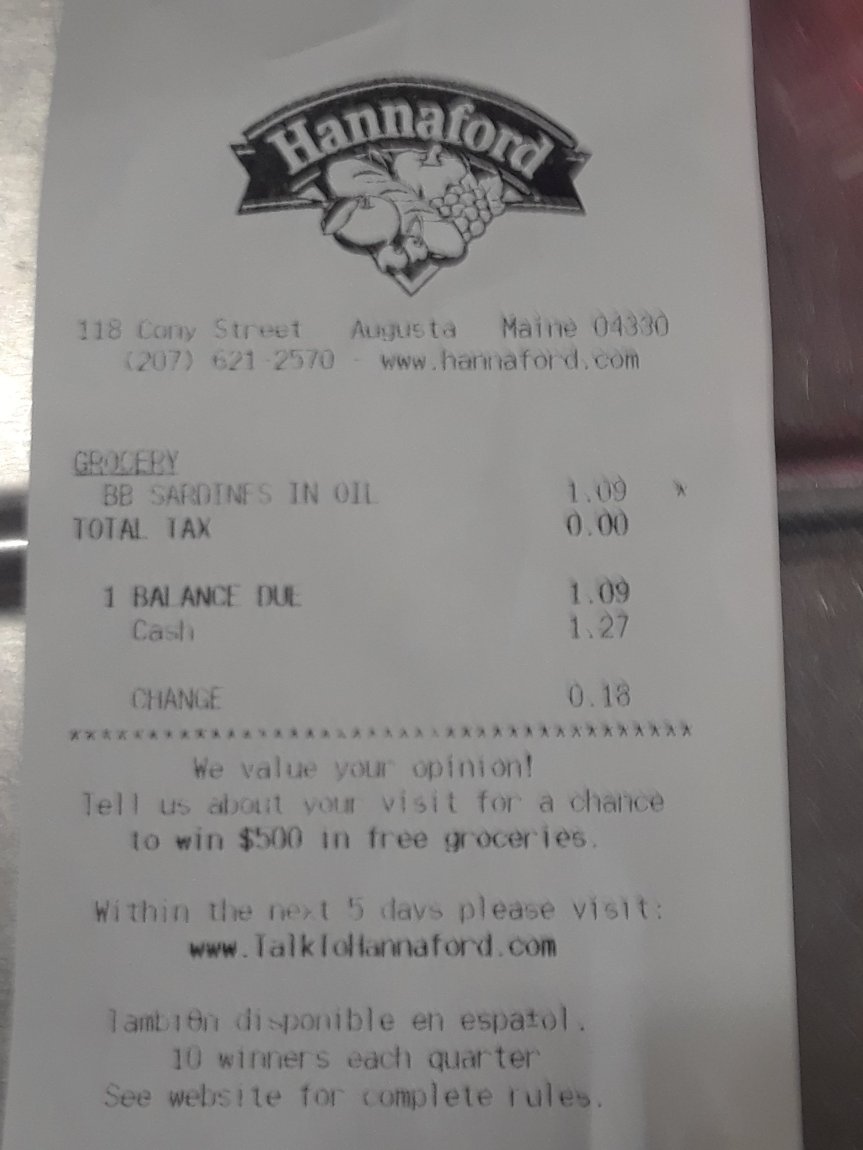 Hannaford
118 Cony Street Augusta Maine 04330
(207) 621-2570 - www.hannaford.com
GROCERY
BB SARDINES IN OIL 1.09 *
TOTAL TAX 0.00
1 BALANCE DUE 1.09
Cash 1.27
CHANGE 0.18
****************************************
We value your opinion!
Tell us about your visit for a chance
to win $500 in free groceries.
Within the next 5 days please visit:
www.TalkToHannaford.com
TambiΘn disponible en espa±ol.
10 winners each quarter
See website for complete rules.